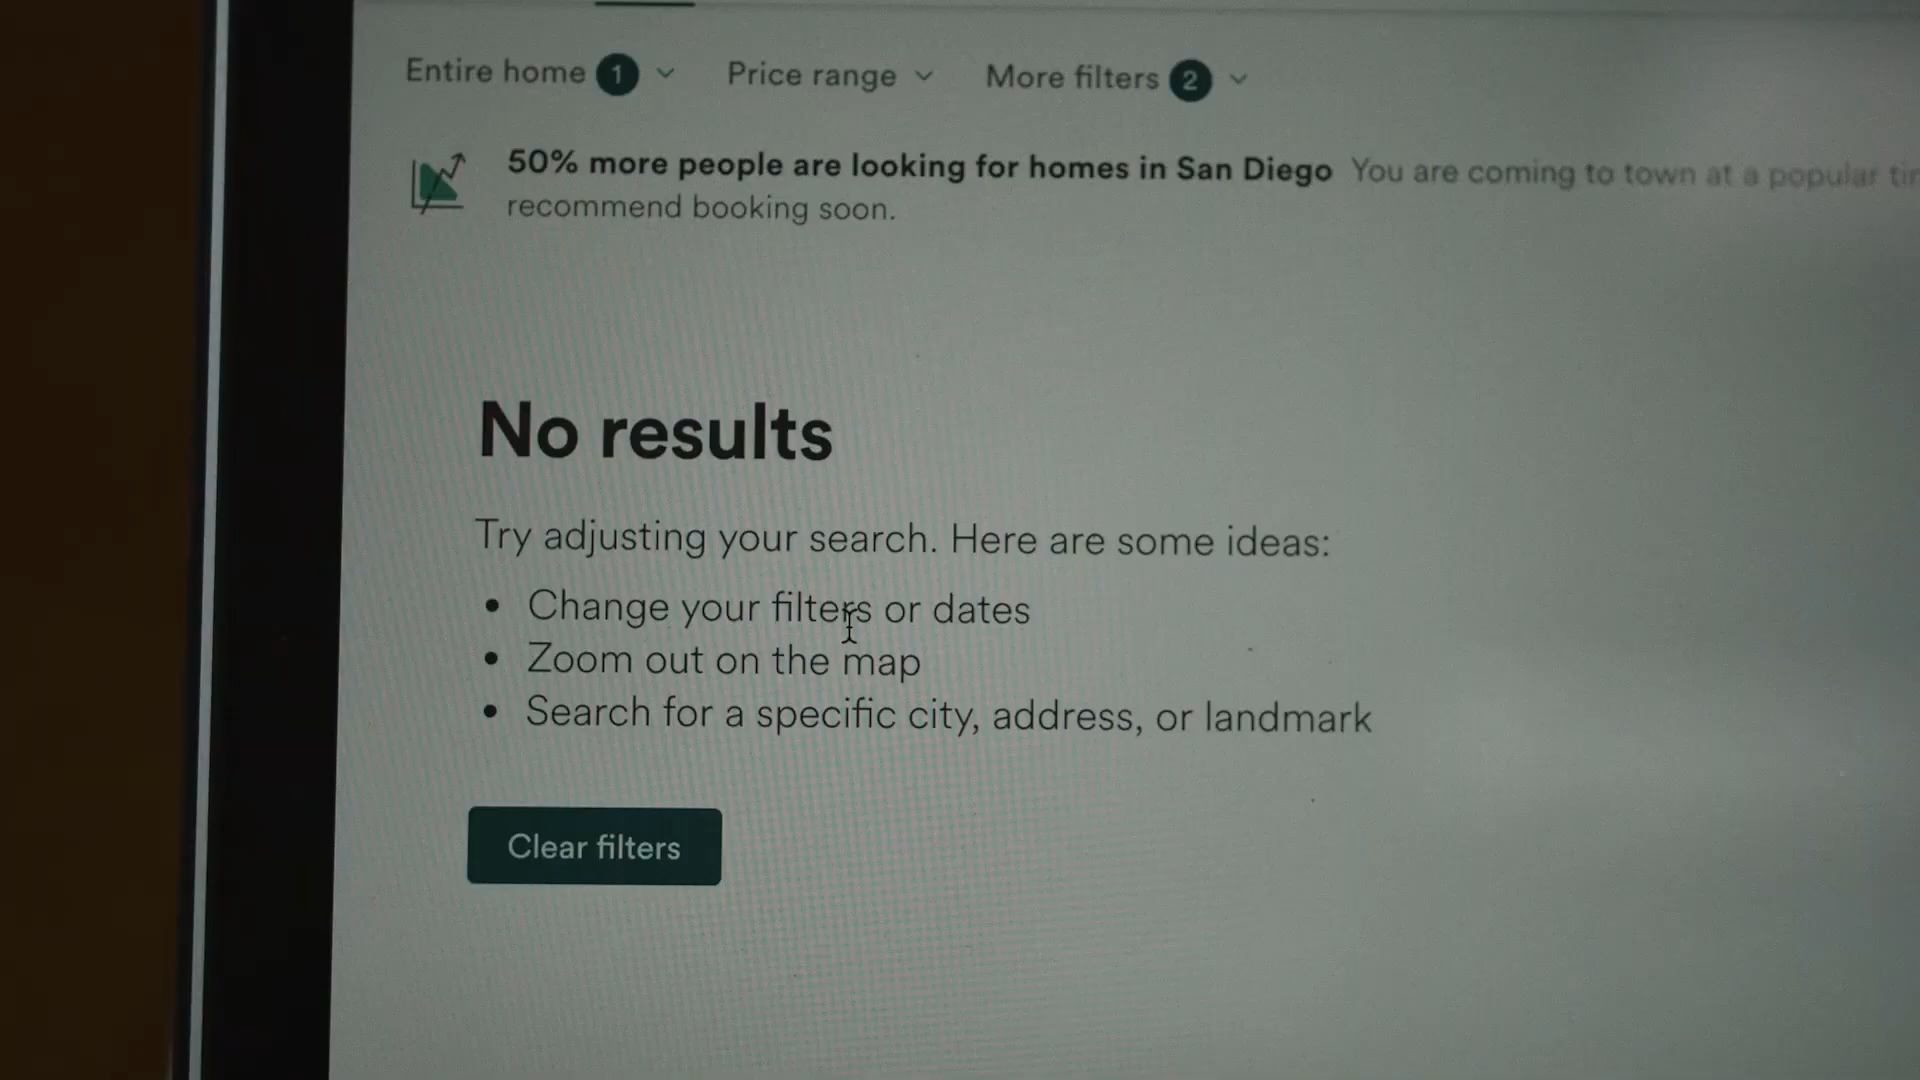 Entire home 1 Price range More filters 2
50% more people are looking for homes in San Diego You are coming to town at a popular
recommend booking soon.
No results
Try adjusting your search. Here are some ideas:
• Change your filters or dates
• Zoom out on the map
• Search for a specific city, address, or landmark
Clear filters